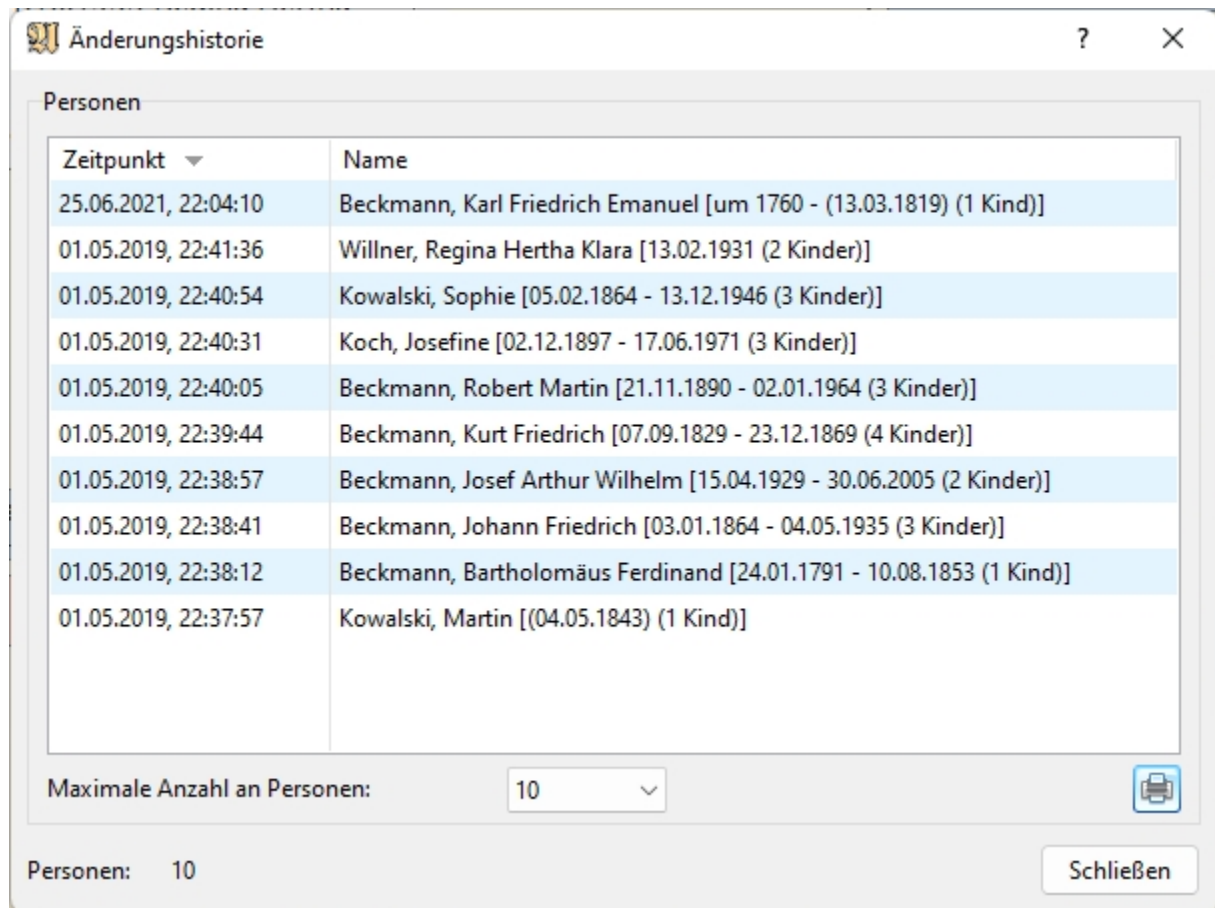 Änderungshistorie ?
Personen
Zeitpunkt Name
25.06.2021, 22:04:10 Beckmann, Karl Friedrich Emanuel [um 1760 - (13.03.1819) (1 Kind)]
01.05.2019, 22:41:36 Willner, Regina Hertha Klara [13.02.1931 (2 Kinder)]
01.05.2019, 22:40:54 Kowalski, Sophie [05.02.1864 - 13.12.1946 (3 Kinder)]
01.05.2019, 22:40:31 Koch, Josefine [02.12.1897 - 17.06.1971 (3 Kinder)]
01.05.2019, 22:40:05 Beckmann, Robert Martin [21.11.1890 - 02.01.1964 (3 Kinder)]
01.05.2019, 22:39:44 Beckmann, Kurt Friedrich [07.09.1829 - 23.12.1869 (4 Kinder)]
01.05.2019, 22:38:57 Beckmann, Josef Arthur Wilhelm [15.04.1929 - 30.06.2005 (2 Kinder)]
01.05.2019, 22:38:41 Beckmann, Johann Friedrich [03.01.1864 - 04.05.1935 (3 Kinder)]
01.05.2019, 22:38:12 Beckmann, Bartholomäus Ferdinand [24.01.1791 - 10.08.1853 (1 Kind)]
01.05.2019, 22:37:57 Kowalski, Martin [(04.05.1843) (1 Kind)]
Maximale Anzahl an Personen: 10
Personen: 10 Schließen